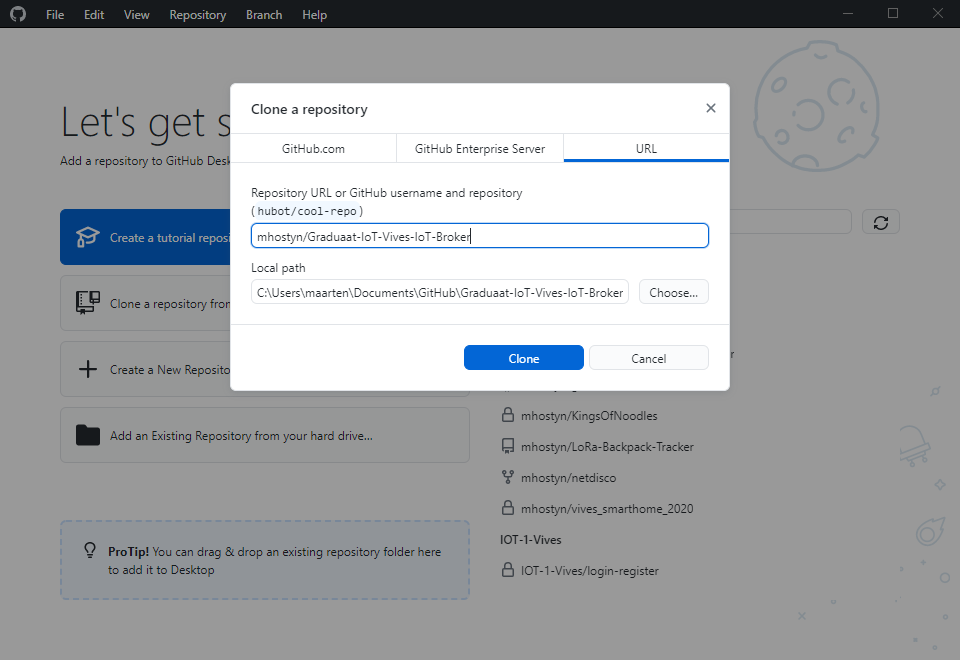 File Edit View Repository Branch Help
Let's get s
Add a repository to GitHub Desk
Create a tutorial reposi
Clone a repository from
Create a New Reposito
Add an Existing Repository from your hard drive...
ProTip! You can drag & drop an existing repository folder here
to add it to Desktop
Clone a repository
GitHub.com
GitHub Enterprise Server
URL
Repository URL or GitHub username and repository
(hubot/cool-repo)
mhostyn/Graduaat-IoT-Vives-IoT-Broker
Local path
C:\Users\maarten\Documents\GitHub\Graduaat-IoT-Vives-IoT-Broker
Choose...
Clone
Cancel
mhostyn/KingsOfNoodles
mhostyn/LoRa-Backpack-Tracker
mhostyn/netdisco
mhostyn/vives_smarthome_2020
IOT-1-Vives
IOT-1-Vives/login-register